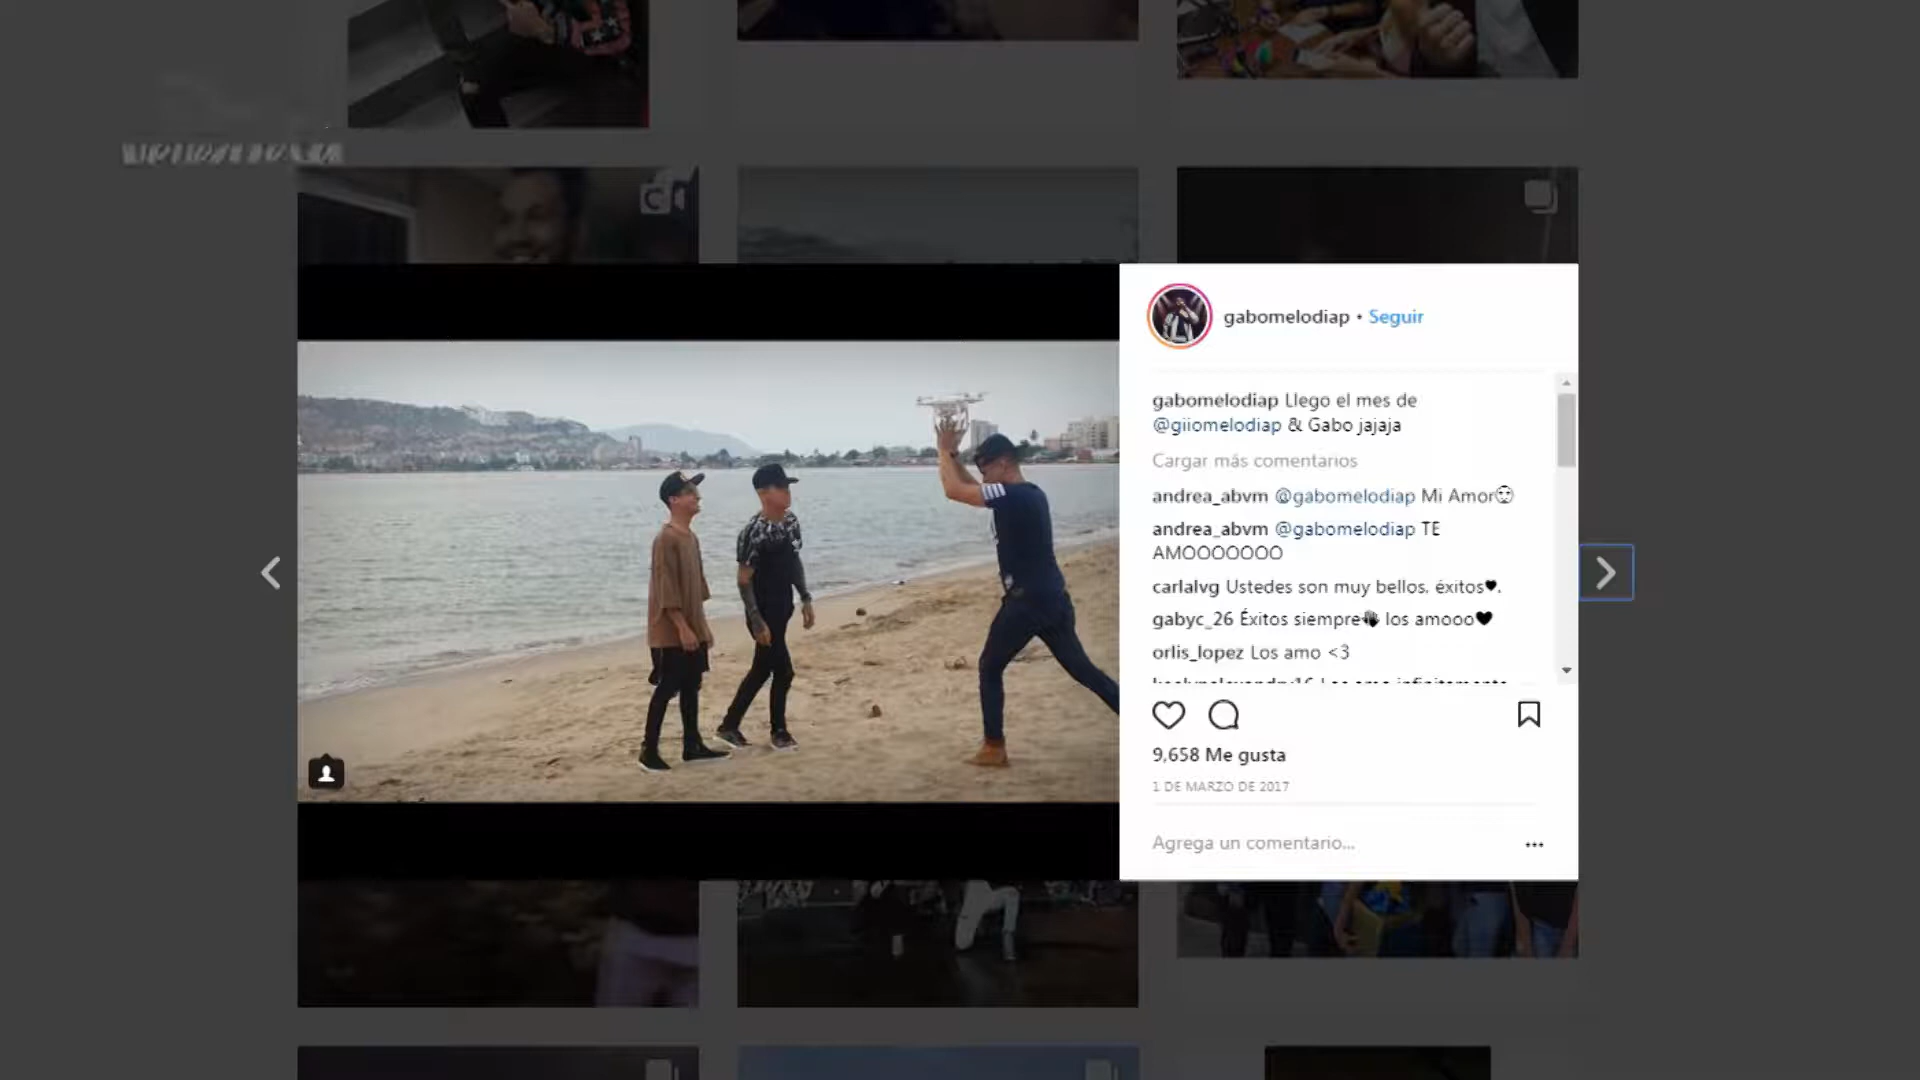 gabomelodiap • Seguir
gabomelodiap Llego el mes de
@giiomelodiap & Gabo jajaja
Cargar más comentarios
andrea_abvm @gabomelodiap Mi Amor
andrea_abvm @gabomelodiap TE
AMOOOOOOO
carlalvg Ustedes son muy bellos, éxitos♥.
gabyc_26 Éxitos siempre los amooo♥
orlis_lopez Los amo <3
9,658 Me gusta
1 DE MARZO DE 2017
Agrega un comentario...